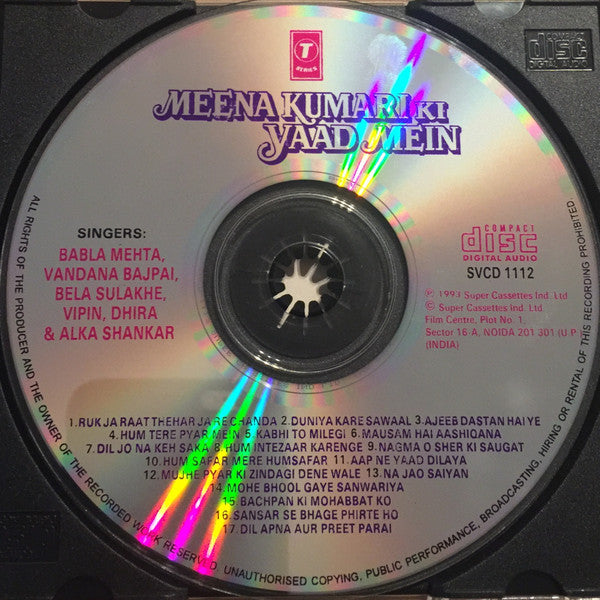 T
SERIES
MEENA KUMARI KI
YAAD MEIN
disc
DIGITAL AUDIO
SINGERS:
BABLA MEHTA,
VANDANA BAJPAI,
BELA SULAKHE,
VIPIN, DHIRA
& ALKA SHANKAR
COMPACT
disc
DIGITAL AUDIO
SVCD 1112
℗ 1993 Super Cassettes Ind. Ltd
© Super Cassettes Ind. Ltd.
Film Centre, Plot No. 1,
Sector 16-A, NOIDA 201 301 (U.P
(INDIA)
1.RUK JA RAAT THEHAR JA RE CHANDA 2.DUNIYA KARE SAWAAL 3.AJEEB DASTAN HAI YE
4.HUM TERE PYAR MEIN 5.KABHI TO MILEGI 6.MAUSAM HAI AASHIQANA
7.DIL JO NA KEH SAKA 8.HUM INTEZAAR KARENGE 9.NAGMA O SHER KI SAUGAT
10.HUM SAFAR MERE HUMSAFAR 11.AAP NE YAAD DILAYA
12.MUJHE PYAR KI ZINDAGI DENE WALE 13.NA JAO SAIYAN
14.MOHE BHOOL GAYE SANWARIYA
15.BACHPAN KI MOHABBAT KO
16.SANSAR SE BHAGE PHIRTE HO
17.DIL APNA AUR PREET PARAI
ALL RIGHTS OF THE PRODUCER AND THE OWNER OF THE RECORDED WORK RESERVED. UNAUTHORISED COPYING, PUBLIC PERFORMANCE, BROADCASTING, HIRING OR RENTAL OF THIS RECORDING PROHIBITED.